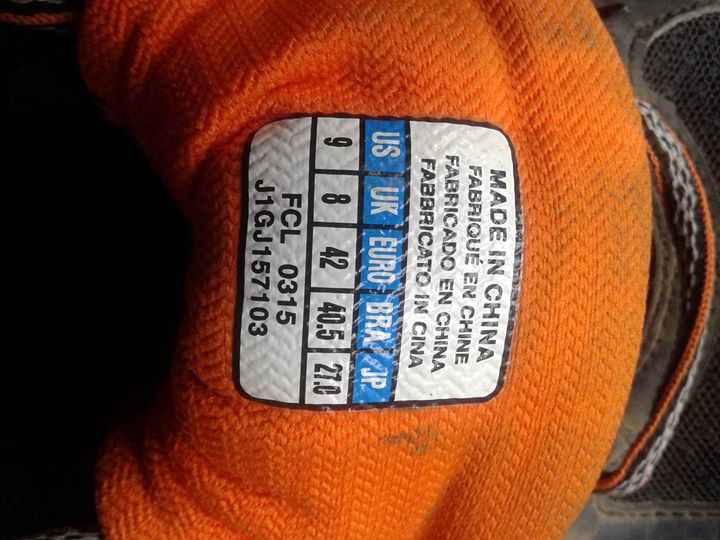 MADE IN CHINA
FABRIQUÉ EN CHINE
FABRICADO EN CHINA
FABBRICATO IN CINA
US UK EURO BRA JP
9 8 42 40.5 27.0
FCL 0315
J1GJ157103